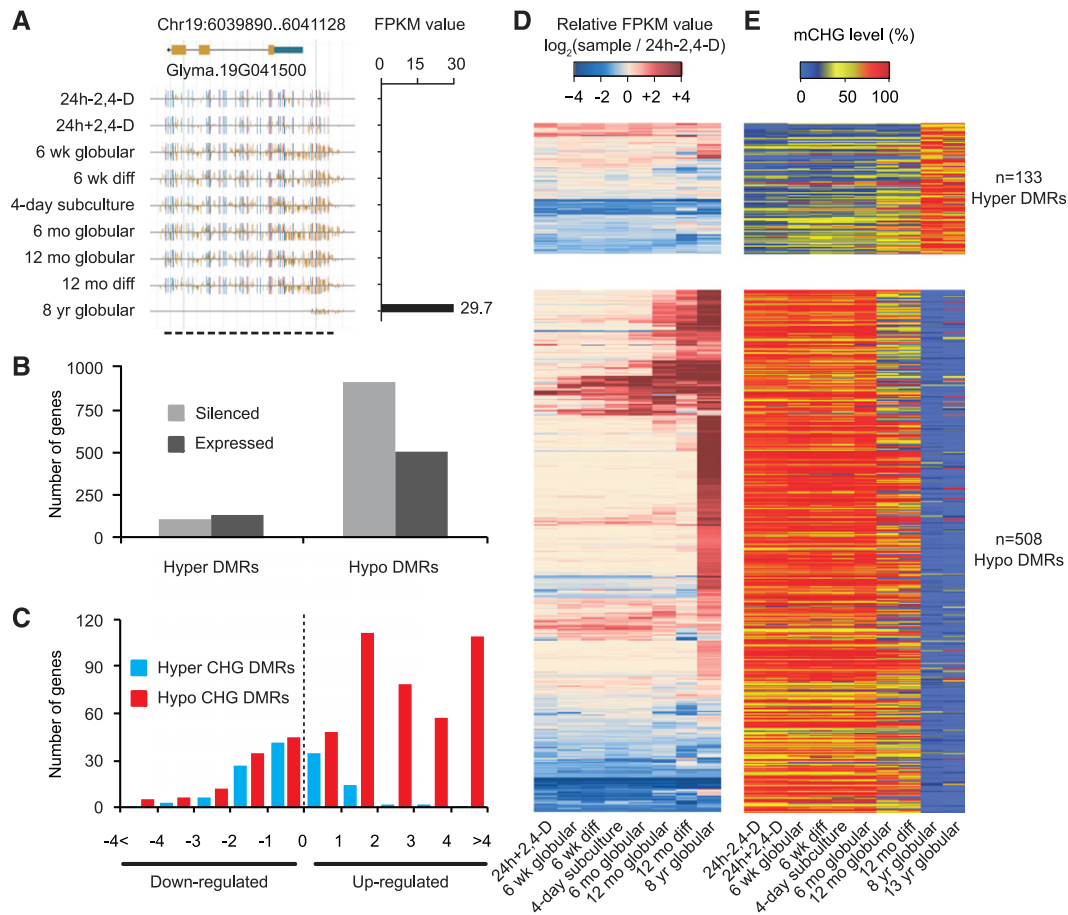 A
Chr19:6039890..6041128
FPKM value
0 15 30
Glyma.19G041500
24h-2,4-D
24h+2,4-D
6 wk globular
6 wk diff
4-day subculture
6 mo globular
12 mo globular
12 mo diff
8 yr globular
29.7
B
Number of genes
1000
750
500
250
0
Silenced
Expressed
Hyper DMRs
Hypo DMRs
C
Number of genes
120
90
60
30
0
Hyper CHG DMRs
Hypo CHG DMRs
-4< -3 -2 -1 0 1 2 3 4 >4
Down-regulated
Up-regulated
D
Relative FPKM value
log2(sample / 24h-2,4-D)
−4 −2 0 +2 +4
24h+2,4-D
6 wk globular
6 wk diff
4-day subculture
6 mo globular
12 mo globular
12 mo diff
8 yr globular
E
mCHG level (%)
0 50 100
n=133
Hyper DMRs
n=508
Hypo DMRs
24h-2,4-D
24h+2,4-D
6 wk globular
6 wk diff
4-day subculture
6 mo globular
12 mo globular
12 mo diff
8 yr globular
13 yr globular